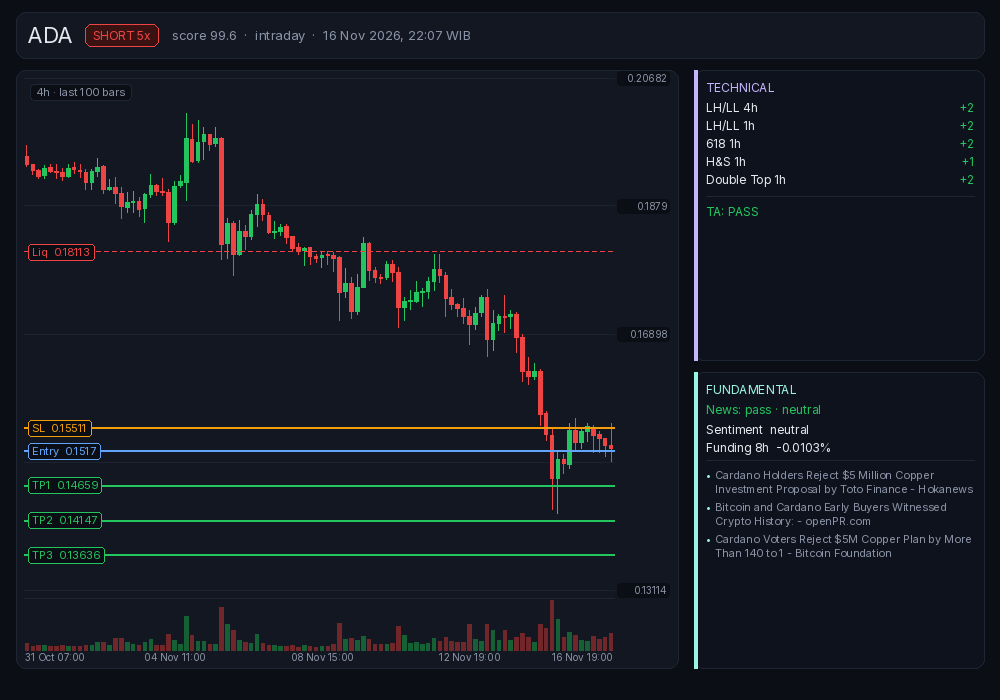 ADA SHORT 5x score 99.6 · intraday · 16 Nov 2026, 22:07 WIB
4h · last 100 bars
0.20682
0.1879
Liq 0.18113
0.16898
SL 0.15511
Entry 0.1517
TP1 0.14659
TP2 0.14147
TP3 0.13636
0.13114
31 Oct 07:00 04 Nov 11:00 08 Nov 15:00 12 Nov 19:00 16 Nov 19:00
TECHNICAL
LH/LL 4h +2
LH/LL 1h +2
618 1h +2
H&S 1h +1
Double Top 1h +2
TA: PASS
FUNDAMENTAL
News: pass · neutral
Sentiment neutral
Funding 8h -0.0103%
• Cardano Holders Reject $5 Million Copper
Investment Proposal by Toto Finance - Hokanews
• Bitcoin and Cardano Early Buyers Witnessed
Crypto History: - openPR.com
• Cardano Voters Reject $5M Copper Plan by More
Than 140 to 1 - Bitcoin Foundation